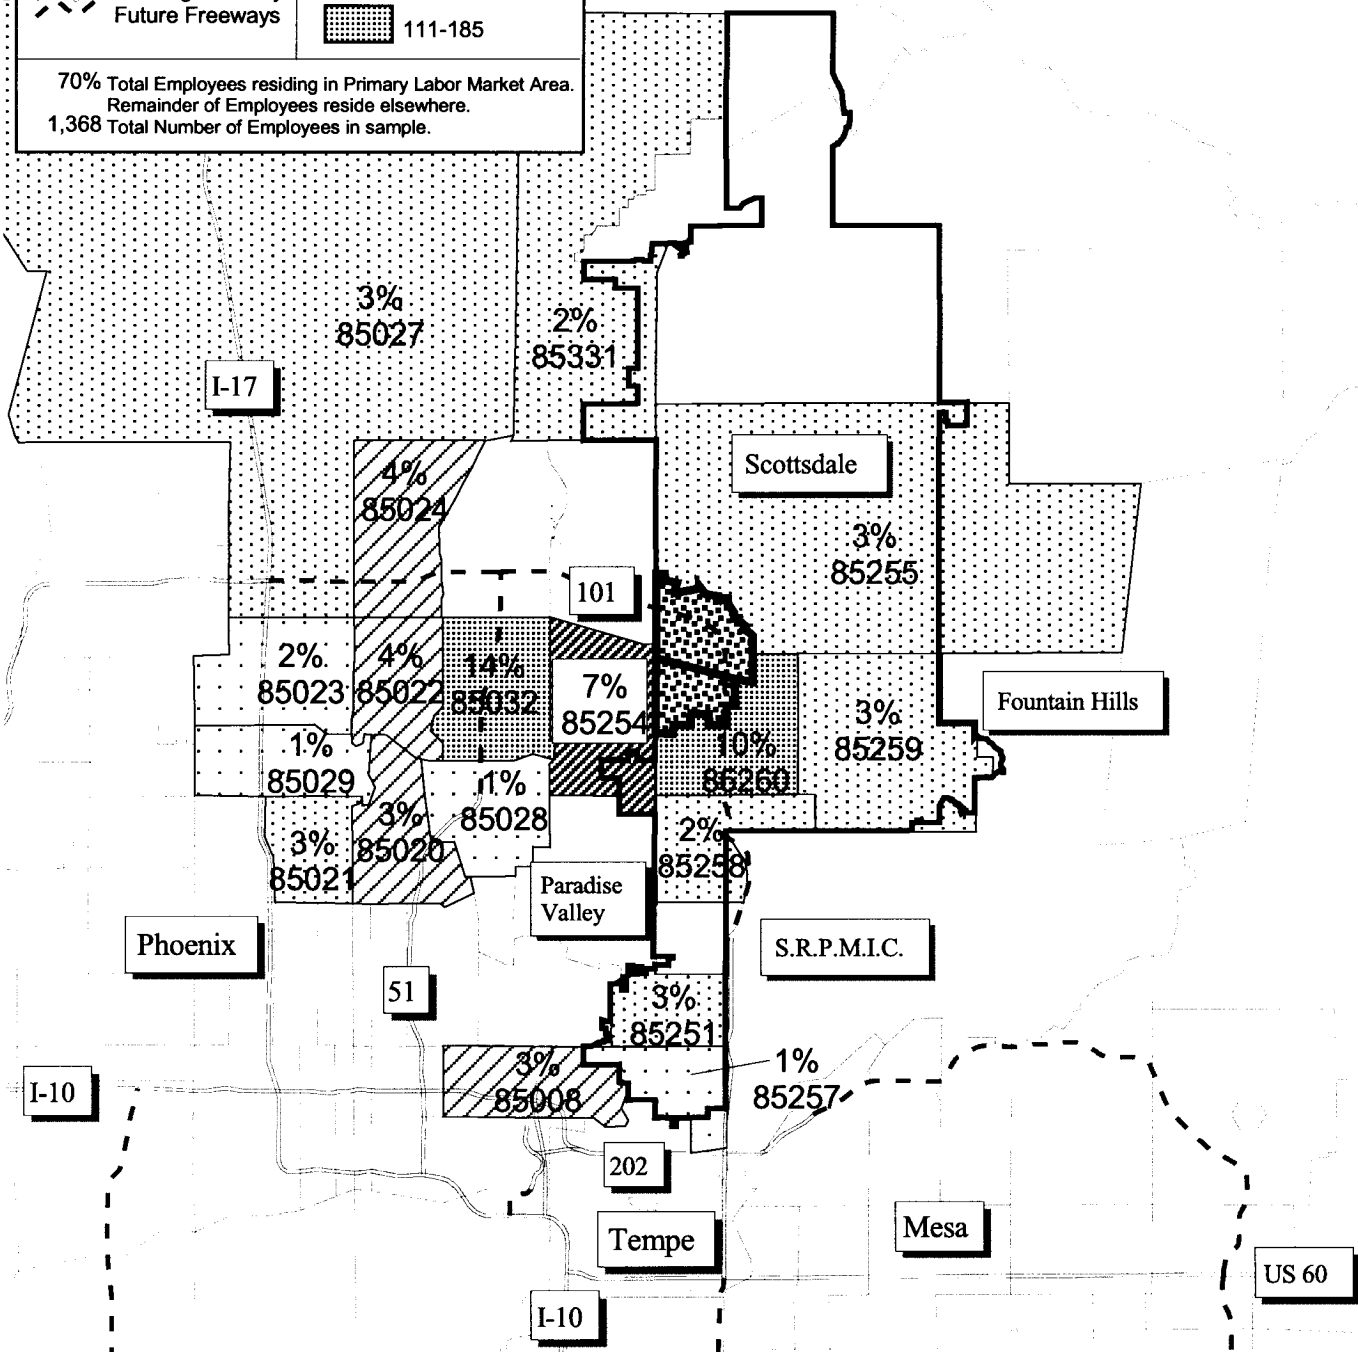 Future Freeways
111-185
70% Total Employees residing in Primary Labor Market Area.
Remainder of Employees reside elsewhere.
1,368 Total Number of Employees in sample.
3%
85027
2%
85331
I-17
4%
85024
Scottsdale
3%
85255
101
2%
85023
4%
85022
14%
85032
7%
85254
Fountain Hills
3%
85259
10%
85260
1%
85029
1%
85028
3%
85020
2%
85258
3%
85021
Paradise
Valley
Phoenix
S.R.P.M.I.C.
51
3%
85251
1%
85257
3%
85008
I-10
202
Tempe
Mesa
US 60
I-10